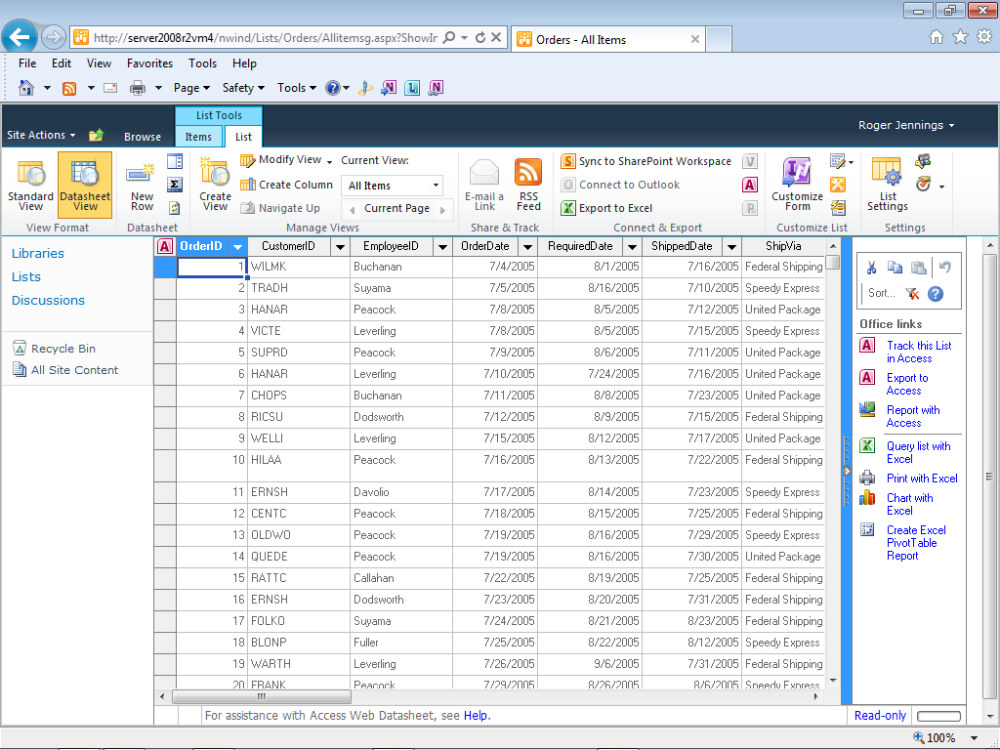 http://server2008r2vm4/nwind/Lists/Orders/Allitemsg.aspx?ShowIn
Orders - All Items
File Edit View Favorites Tools Help
Page Safety Tools
List Tools
Site Actions Browse Items List Roger Jennings
Standard View
Datasheet View
View Format
New Row
Datasheet
Create View
Modify View
Create Column
Navigate Up
Current View:
All Items
Current Page
Manage Views
E-mail a Link
RSS Feed
Share & Track
Sync to SharePoint Workspace
Connect to Outlook
Export to Excel
Connect & Export
Customize Form
Customize List
List Settings
Settings
Libraries
Lists
Discussions
Recycle Bin
All Site Content
OrderID CustomerID EmployeeID OrderDate RequiredDate ShippedDate ShipVia
1 WILMK Buchanan 7/4/2005 8/1/2005 7/16/2005 Federal Shipping
2 TRADH Suyama 7/5/2005 8/16/2005 7/10/2005 Speedy Express
3 HANAR Peacock 7/8/2005 8/5/2005 7/12/2005 United Package
4 VICTE Leverling 7/8/2005 8/5/2005 7/15/2005 Speedy Express
5 SUPRD Peacock 7/9/2005 8/6/2005 7/11/2005 United Package
6 HANAR Leverling 7/10/2005 7/24/2005 7/16/2005 United Package
7 CHOPS Buchanan 7/11/2005 8/8/2005 7/23/2005 United Package
8 RICSU Dodsworth 7/12/2005 8/9/2005 7/15/2005 Federal Shipping
9 WELLI Leverling 7/15/2005 8/12/2005 7/17/2005 United Package
10 HILAA Peacock 7/16/2005 8/13/2005 7/22/2005 Federal Shipping
11 ERNSH Davolio 7/17/2005 8/14/2005 7/23/2005 Speedy Express
12 CENTC Peacock 7/18/2005 8/15/2005 7/25/2005 Federal Shipping
13 OLDWO Peacock 7/19/2005 8/16/2005 7/29/2005 Speedy Express
14 QUEDE Peacock 7/19/2005 8/16/2005 7/30/2005 United Package
15 RATTC Callahan 7/22/2005 8/19/2005 7/25/2005 Federal Shipping
16 ERNSH Dodsworth 7/23/2005 8/20/2005 7/31/2005 Federal Shipping
17 FOLKO Suyama 7/24/2005 8/21/2005 8/23/2005 Federal Shipping
18 BLONP Fuller 7/25/2005 8/22/2005 8/12/2005 Speedy Express
19 WARTH Leverling 7/26/2005 9/6/2005 7/31/2005 Federal Shipping
20 FRANK Peacock 7/29/2005 8/26/2005 8/6/2005 Speedy Express
Sort...
Office links
Track this List
in Access
Export to
Access
Report with
Access
Query list with
Excel
Print with Excel
Chart with
Excel
Create Excel
PivotTable
Report
For assistance with Access Web Datasheet, see Help.
Read-only
100%